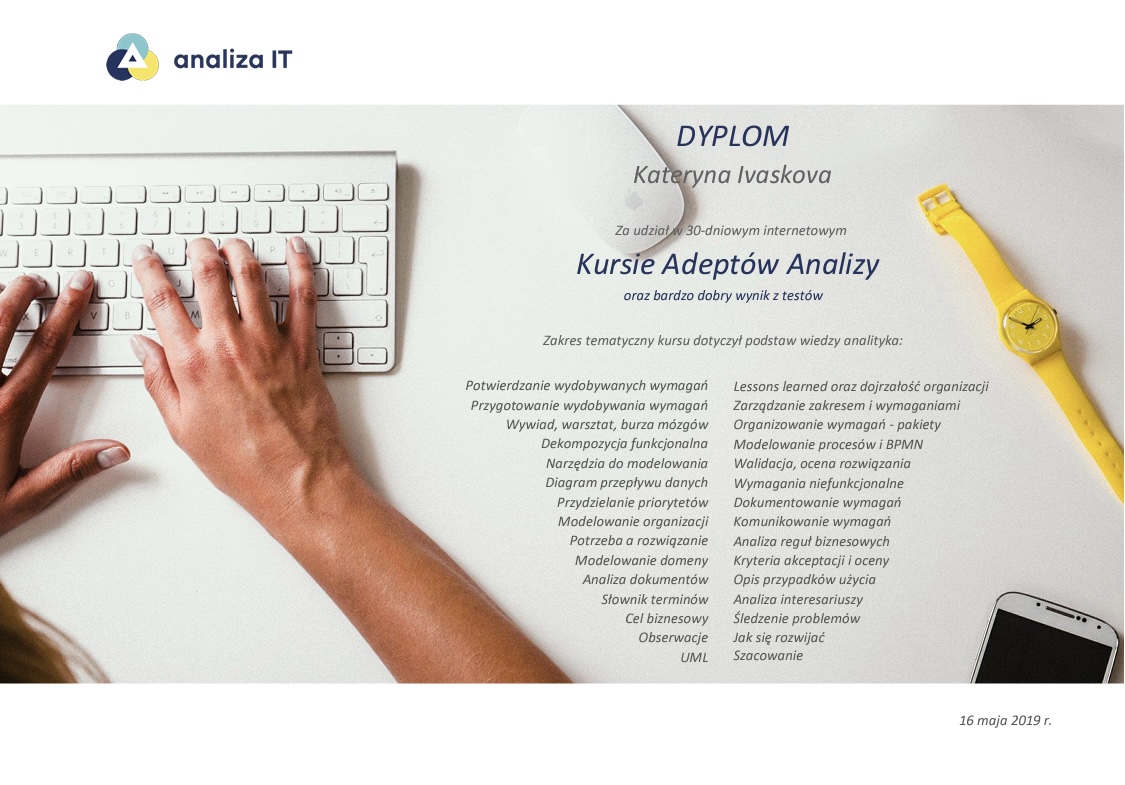 analiza IT
DYPLOM
Kateryna Ivaskova
Za udział w 30-dniowym internetowym
Kursie Adeptów Analizy
oraz bardzo dobry wynik z testów
Zakres tematyczny kursu dotyczył podstaw wiedzy analityka:
Potwierdzanie wydobywanych wymagań
Przygotowanie wydobywania wymagań
Wywiad, warsztat, burza mózgów
Dekompozycja funkcjonalna
Narzędzia do modelowania
Diagram przepływu danych
Przydzielanie priorytetów
Modelowanie organizacji
Potrzeba a rozwiązanie
Modelowanie domeny
Analiza dokumentów
Słownik terminów
Cel biznesowy
Obserwacje
UML
Lessons learned oraz dojrzałość organizacji
Zarządzanie zakresem i wymaganiami
Organizowanie wymagań - pakiety
Modelowanie procesów i BPMN
Walidacja, ocena rozwiązania
Wymagania niefunkcjonalne
Dokumentowanie wymagań
Komunikowanie wymagań
Analiza reguł biznesowych
Kryteria akceptacji i oceny
Opis przypadków użycia
Analiza interesariuszy
Śledzenie problemów
Jak się rozwijać
Szacowanie
16 maja 2019 r.